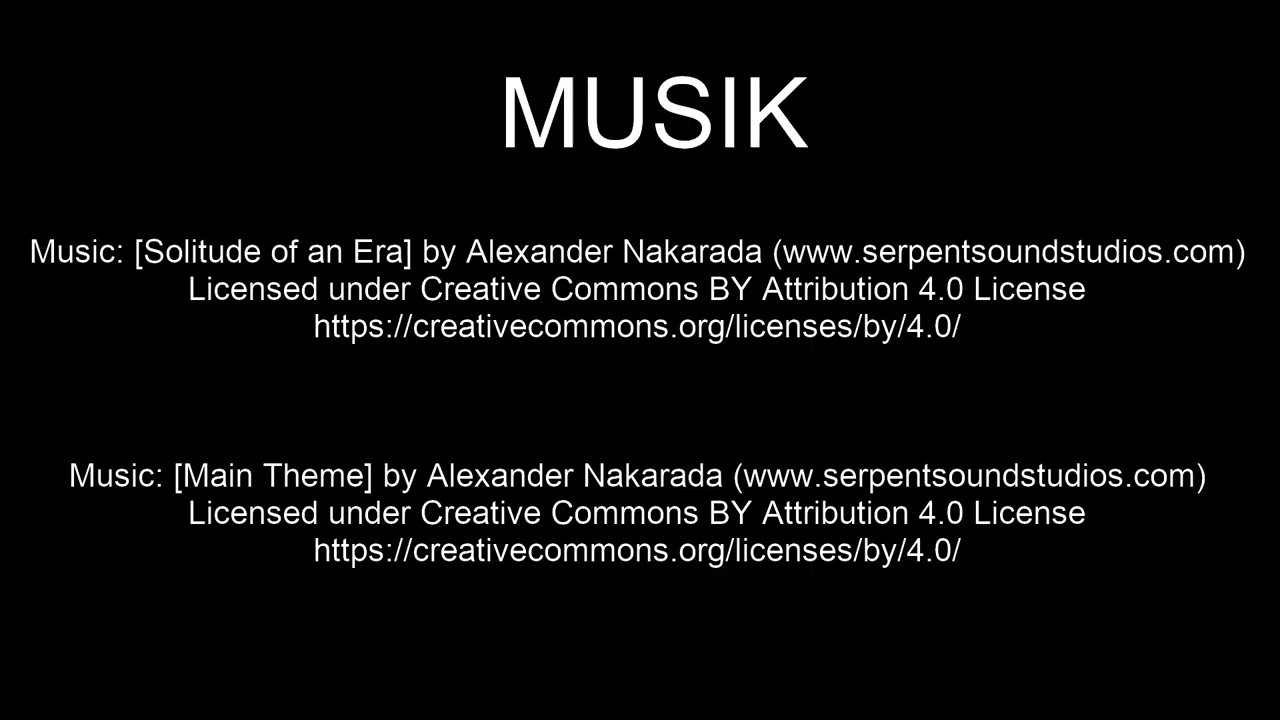 MUSIK
Music: [Solitude of an Era] by Alexander Nakarada (www.serpentsoundstudios.com)
Licensed under Creative Commons BY Attribution 4.0 License
https://creativecommons.org/licenses/by/4.0/
Music: [Main Theme] by Alexander Nakarada (www.serpentsoundstudios.com)
Licensed under Creative Commons BY Attribution 4.0 License
https://creativecommons.org/licenses/by/4.0/